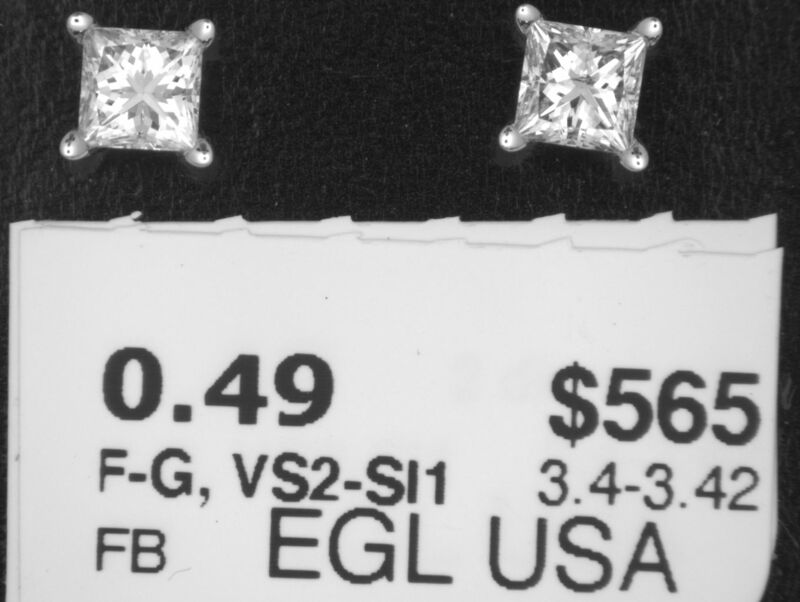 0.49 $565
F-G, VS2-SI1 3.4-3.42
FB EGL USA